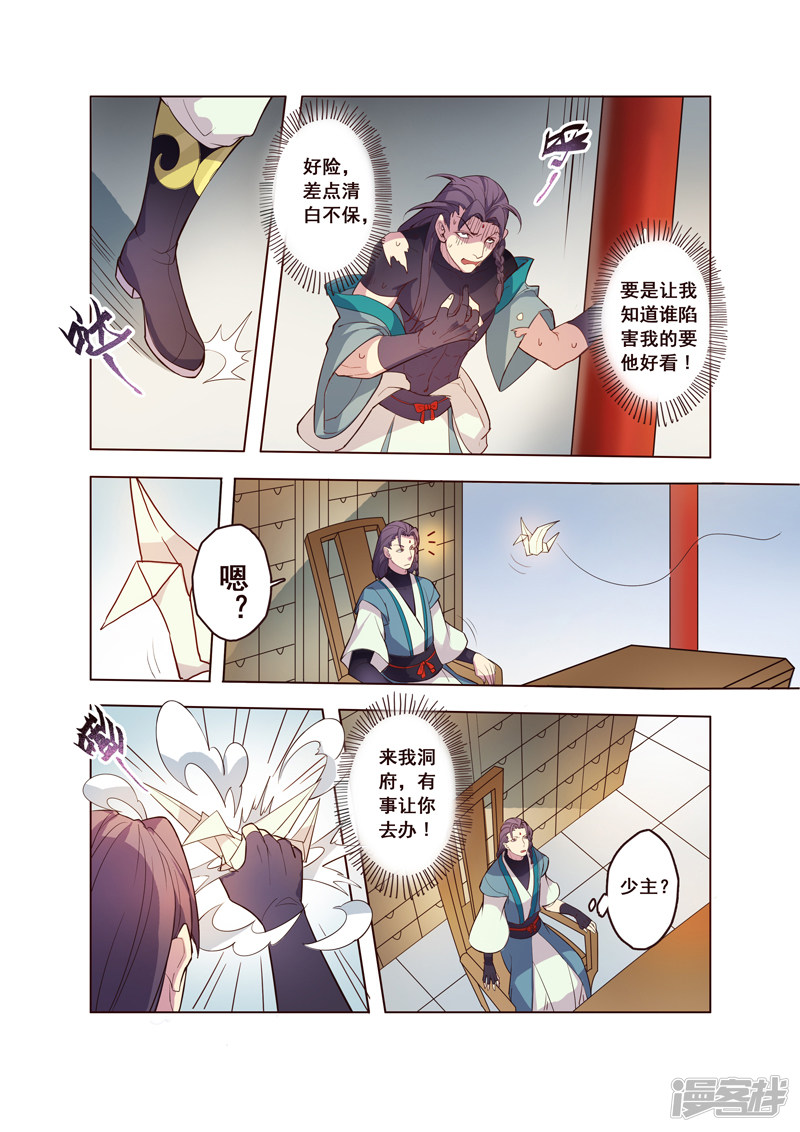 哒
好险，
差点清
白不保，
要是让我
知道谁陷
害我的要
他好看！
嗯？
来我洞
府，有
事让你
去办！
少主？
漫客栈